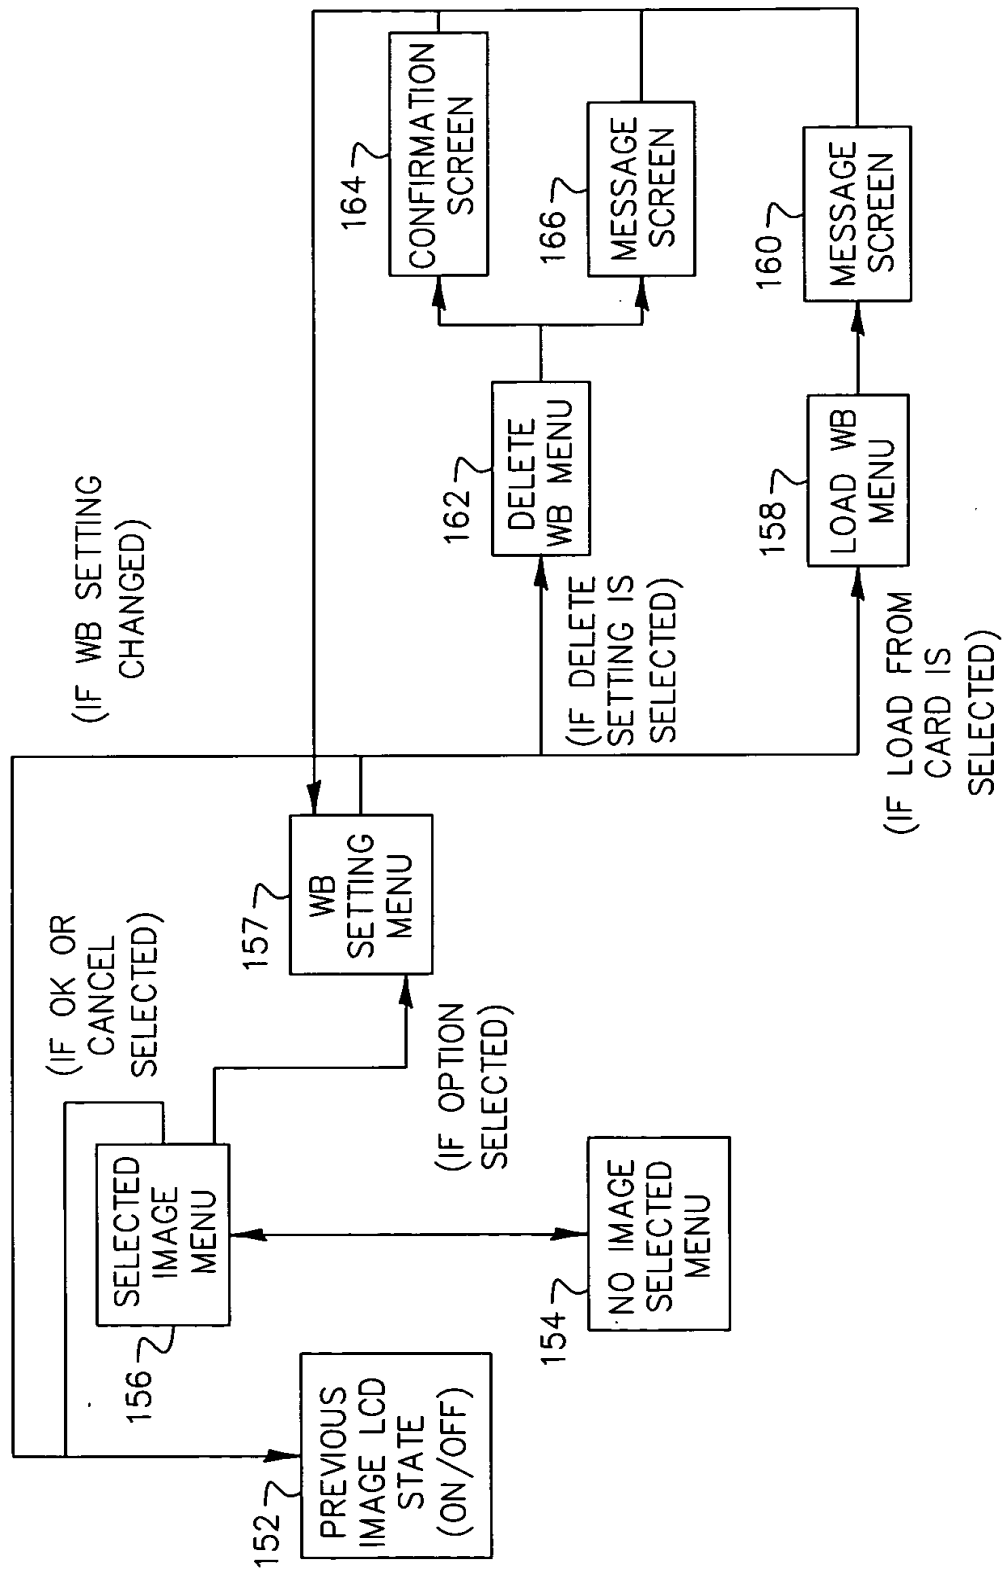 (IF WB SETTING
CHANGED)
(IF OK OR
CANCEL
SELECTED)
156
SELECTED
IMAGE
MENU
152
PREVIOUS
IMAGE LCD
STATE
(ON/OFF)
154
NO IMAGE
SELECTED
MENU
(IF OPTION
SELECTED)
157
WB
SETTING
MENU
162
DELETE
WB MENU
(IF DELETE
SETTING IS
SELECTED)
164
CONFIRMATION
SCREEN
166
MESSAGE
SCREEN
158
LOAD WB
MENU
(IF LOAD FROM
CARD IS
SELECTED)
160
MESSAGE
SCREEN